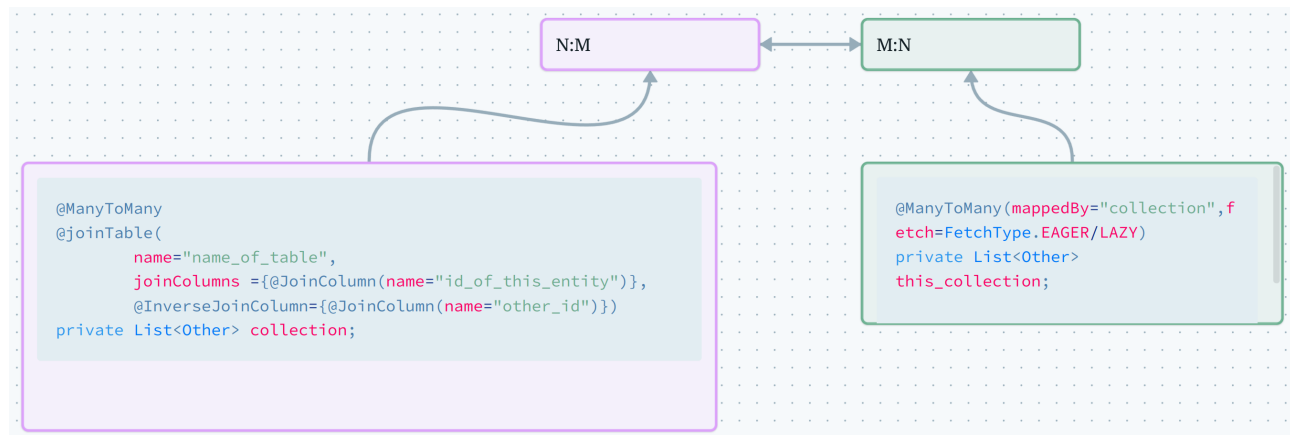 N:M
M:N
@ManyToMany
@joinTable(
name="name_of_table",
joinColumns ={@JoinColumn(name="id_of_this_entity")},
@InverseJoinColumn={@JoinColumn(name="other_id")})
private List<Other> collection;
@ManyToMany(mappedBy="collection",f
etch=FetchType.EAGER/LAZY)
private List<Other>
this_collection;